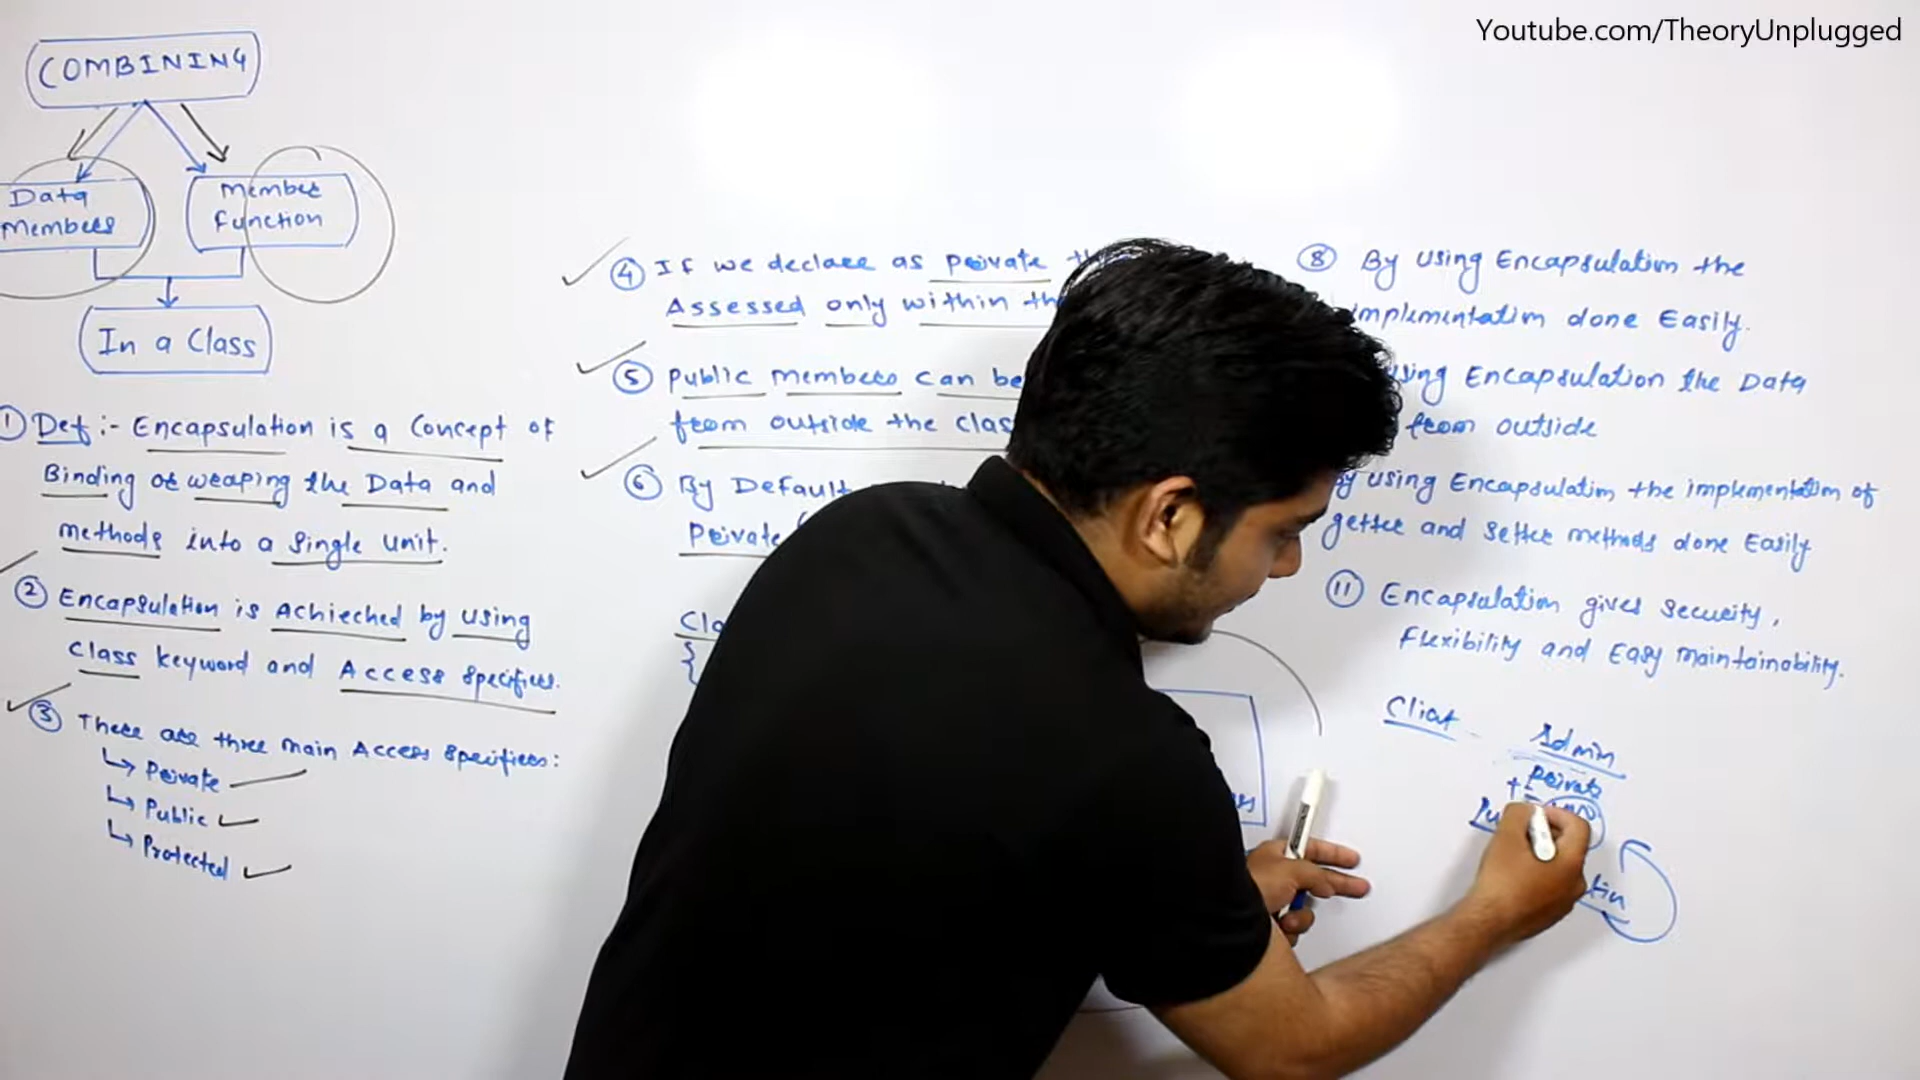 Youtube.com/TheoryUnplugged
COMBINING
Data
Members
Member
Function
In a Class
① Def :- Encapsulation is a Concept of
Binding or wraping the Data and
methods into a single unit.
② Encapsulation is Achieched by using
Class keyword and Access specifiers.
③ There are three main Access specifiers:
↳ Private
↳ Public
↳ Protected
④ If we declare as private
Assessed only within
⑤ Public members can be
from outside the clas
⑥ By Default
Private
{
⑧ By using Encapsulation the
implementation done Easily.
using Encapsulation the Data
from outside
By using Encapsulation the implementation of
getter and setter methods done Easily
⑪ Encapsulation gives security,
Flexibility and Easy maintainability.
Client
Admin
+ Private